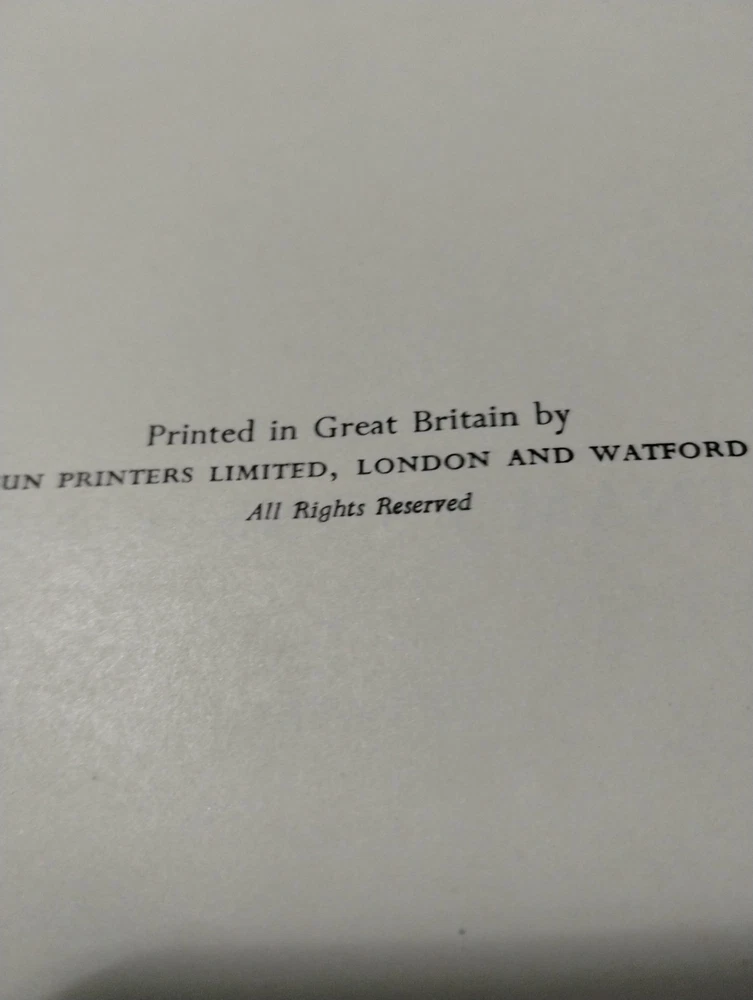 Printed in Great Britain by
UN PRINTERS LIMITED, LONDON AND WATFORD
All Rights Reserved